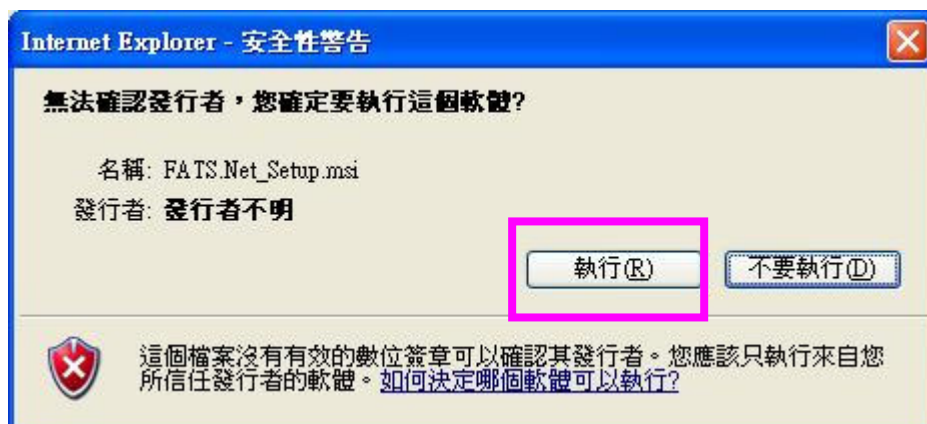 Internet Explorer - 安全性警告
無法確認發行者，您確定要執行這個軟體?
名稱: FATS.Net_Setup.msi
發行者: 發行者不明
執行(R) 不要執行(D)
這個檔案沒有有效的數位簽章可以確認其發行者。您應該只執行來自您
所信任發行者的軟體。如何決定哪個軟體可以執行?